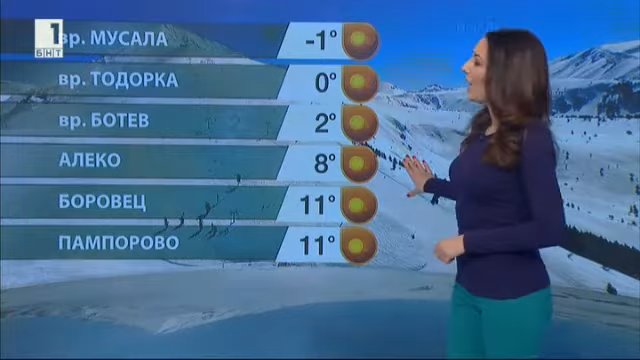 1
БНТ
вр. МУСАЛА -1°
вр. ТОДОРКА 0°
вр. БОТЕВ 2°
АЛЕКО 8°
БОРОВЕЦ 11°
ПАМПОРОВО 11°